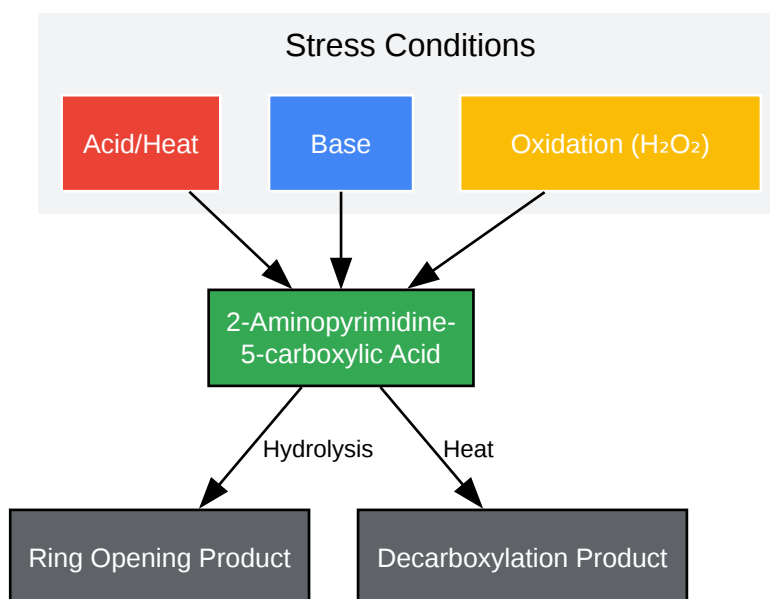 Stress Conditions
Acid/Heat
Base
Oxidation (H₂O₂)
2-Aminopyrimidine-
5-carboxylic Acid
Hydrolysis
Heat
Ring Opening Product
Decarboxylation Product